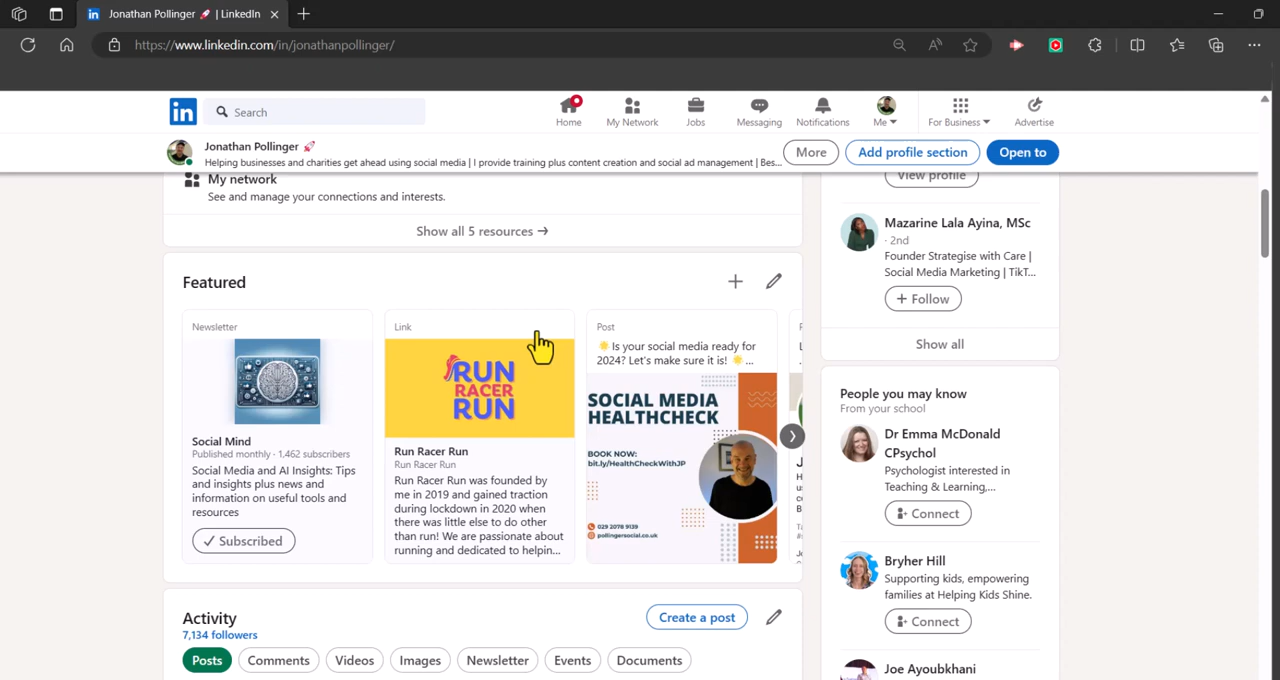 Jonathan Pollinger 🚀 | LinkedIn
https://www.linkedin.com/in/jonathanpollinger/
in
Search
Home
My Network
Jobs
Messaging
Notifications
Me
For Business
Advertise
Jonathan Pollinger 🚀
Helping businesses and charities get ahead using social media | I provide training plus content creation and social ad management | Bes...
More
Add profile section
Open to
My network
See and manage your connections and interests.
Show all 5 resources →
Featured
Newsletter
Social Mind
Published monthly · 1,462 subscribers
Social Media and AI Insights: Tips
and insights plus news and
information on useful tools and
resources
✓ Subscribed
Link
RUN
RACER
RUN
Run Racer Run
Run Racer Run
Run Racer Run was founded by
me in 2019 and gained traction
during lockdown in 2020 when
there was little else to do other
than run! We are passionate about
running and dedicated to helpin...
Post
🌟 Is your social media ready for
2024? Let's make sure it is! 🌟 ...
SOCIAL MEDIA
HEALTHCHECK
BOOK NOW:
bit.ly/HealthCheckWithJP
029 2078 9139
pollingersocial.co.uk
Activity
7,134 followers
Create a post
Posts
Comments
Videos
Images
Newsletter
Events
Documents
View profile
Mazarine Lala Ayina, MSc
· 2nd
Founder Strategise with Care |
Social Media Marketing | TikT...
+ Follow
Show all
People you may know
From your school
Dr Emma McDonald
CPsychol
Psychologist interested in
Teaching & Learning,...
Connect
Bryher Hill
Supporting kids, empowering
families at Helping Kids Shine.
Connect
Joe Ayoubkhani